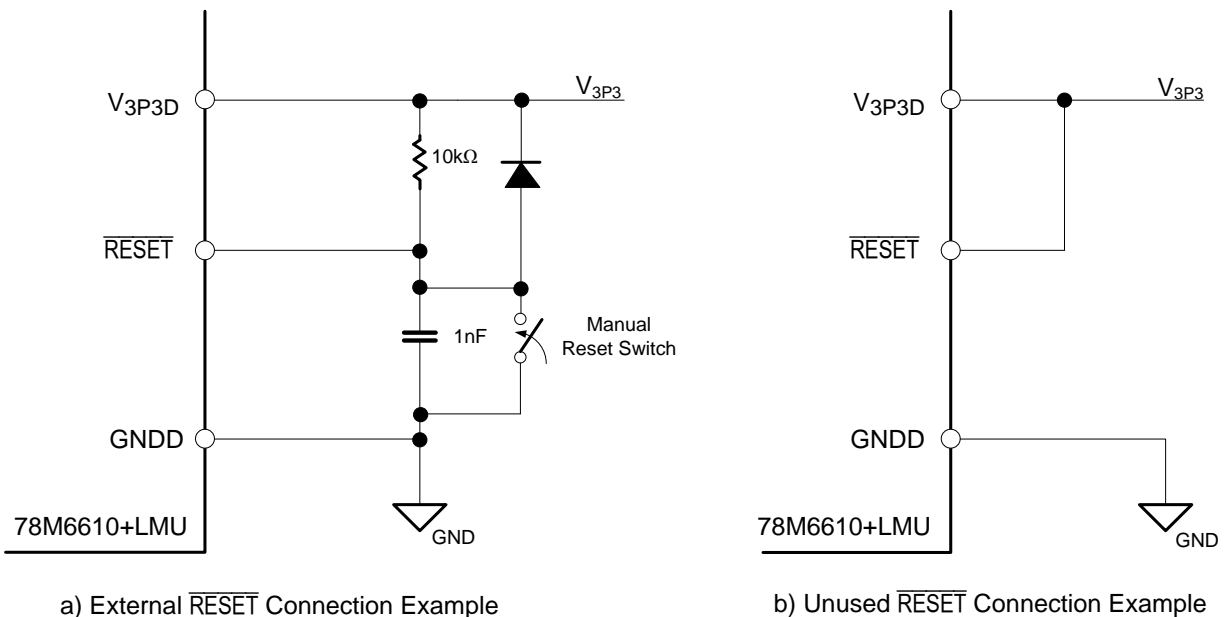 V3P3D
V3P3
10kΩ
RESET
1nF
Manual
Reset Switch
GNDD
78M6610+LMU
GND
a) External RESET Connection Example
V3P3D
V3P3
RESET
GNDD
78M6610+LMU
GND
b) Unused RESET Connection Example